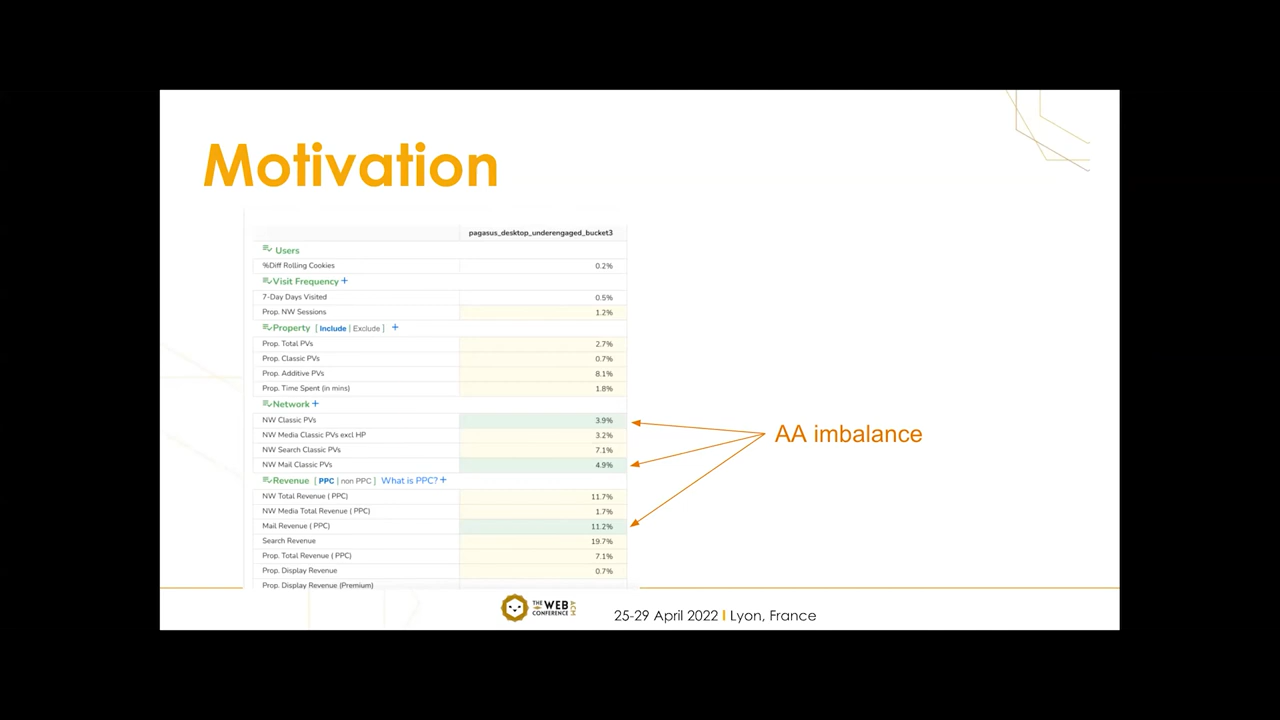 Motivation
pagasus_desktop_underengaged_bucket3
Users
%Diff Rolling Cookies 0.2%
Visit Frequency +
7-Day Days Visited 0.5%
Prop. NW Sessions 1.2%
Property [ Include | Exclude ] +
Prop. Total PVs 2.7%
Prop. Classic PVs 0.7%
Prop. Additive PVs 8.1%
Prop. Time Spent (in mins) 1.8%
Network +
NW Classic PVs 3.9%
NW Media Classic PVs excl HP 3.2%
NW Search Classic PVs 7.1%
NW Mail Classic PVs 4.9%
AA imbalance
Revenue [ PPC | non PPC ] What is PPC? +
NW Total Revenue ( PPC) 11.7%
NW Media Total Revenue ( PPC) 1.7%
Mail Revenue ( PPC) 11.2%
Search Revenue 19.7%
Prop. Total Revenue ( PPC) 7.1%
Prop. Display Revenue 0.7%
Prop. Display Revenue (Premium)
THE WEB CONFERENCE ACM
25-29 April 2022 | Lyon, France